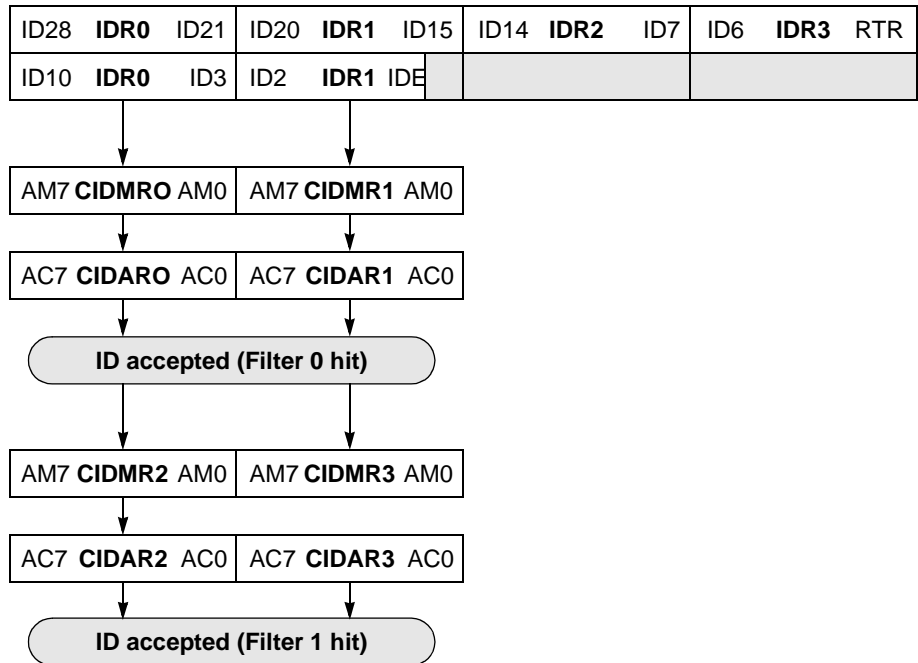 ID28 IDR0 ID21 ID20 IDR1 ID15 ID14 IDR2 ID7 ID6 IDR3 RTR
ID10 IDR0 ID3 ID2 IDR1 IDE
AM7 CIDMRO AM0 AM7 CIDMR1 AM0
AC7 CIDARO AC0 AC7 CIDAR1 AC0
ID accepted (Filter 0 hit)
AM7 CIDMR2 AM0 AM7 CIDMR3 AM0
AC7 CIDAR2 AC0 AC7 CIDAR3 AC0
ID accepted (Filter 1 hit)